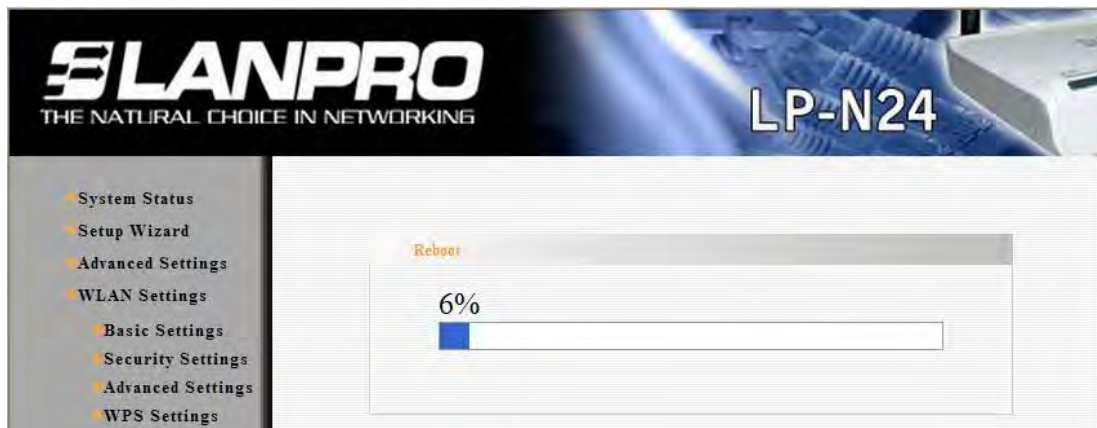 LANPRO
THE NATURAL CHOICE IN NETWORKING
LP-N24
System Status
Setup Wizard
Advanced Settings
WLAN Settings
Basic Settings
Security Settings
Advanced Settings
WPS Settings
Reboot
6%